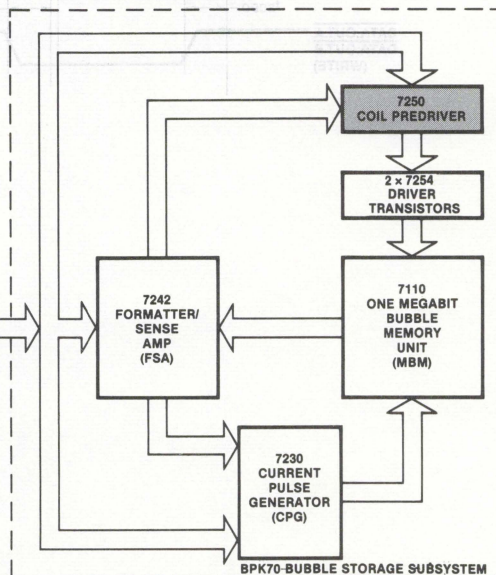 7250
COIL PREDRIVER
2 × 7254
DRIVER
TRANSISTORS
7242
FORMATTER/
SENSE
AMP
(FSA)
7110
ONE MEGABIT
BUBBLE
MEMORY
UNIT
(MBM)
7230
CURRENT
PULSE
GENERATOR
(CPG)
BPK70 BUBBLE STORAGE SUBSYSTEM